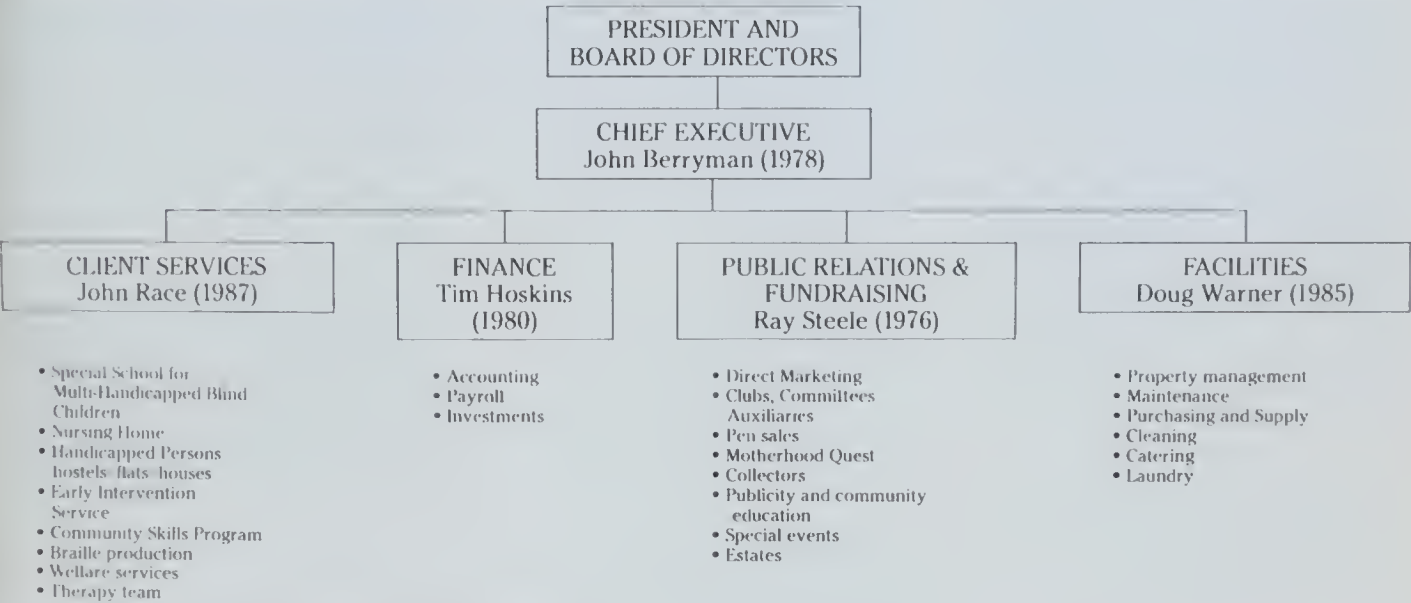 PRESIDENT AND
BOARD OF DIRECTORS
CHIEF EXECUTIVE
John Berryman (1978)
CLIENT SERVICES
John Race (1987)
FINANCE
Tim Hoskins
(1980)
PUBLIC RELATIONS &
FUNDRAISING
Ray Steele (1976)
FACILITIES
Doug Warner (1985)
• Special School for
Multi-Handicapped Blind
Children
• Nursing Home
• Handicapped Persons
hostels flats houses
• Early Intervention
Service
• Community Skills Program
• Braille production
• Welfare services
• Therapy team
• Accounting
• Payroll
• Investments
• Direct Marketing
• Clubs, Committees
Auxiliaries
• Pen sales
• Motherhood Quest
• Collectors
• Publicity and community
education
• Special events
• Estates
• Property management
• Maintenance
• Purchasing and Supply
• Cleaning
• Catering
• Laundry